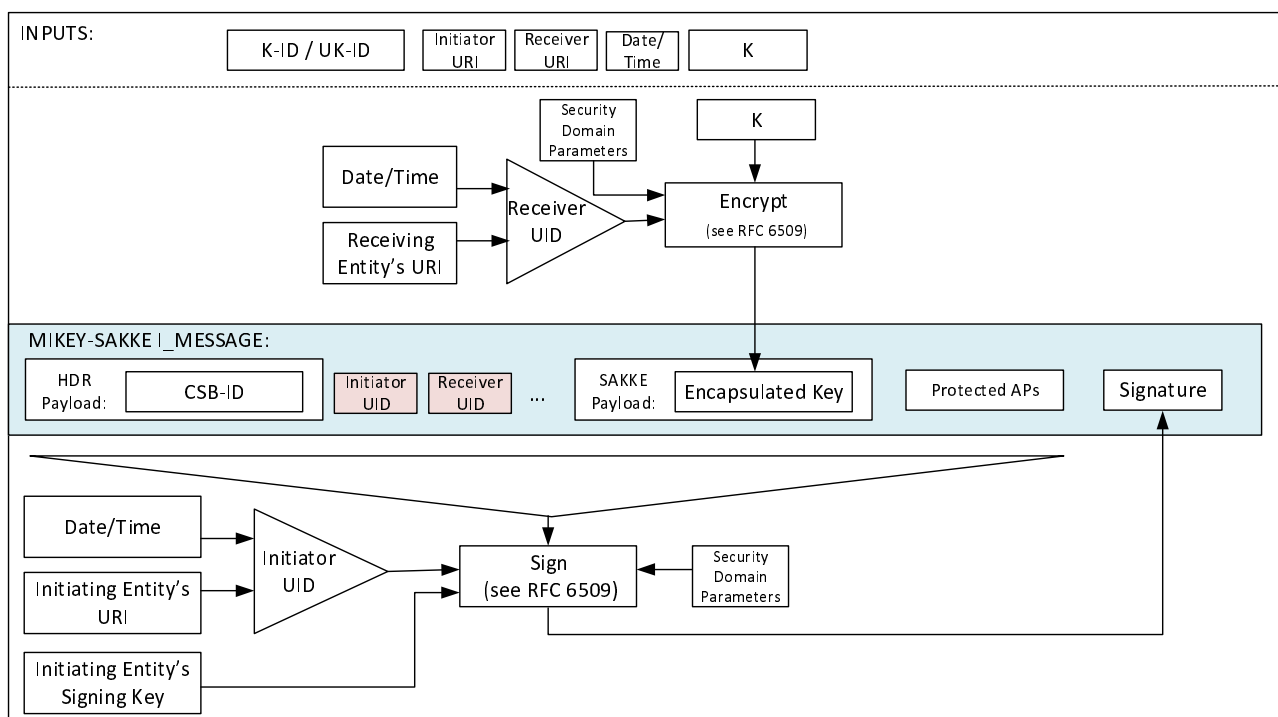 INPUTS:
K-ID / UK-ID
Initiator
URI
Receiver
URI
Date/
Time
K
Security
Domain
Parameters
K
Date/Time
Receiver
UID
Encrypt
(see RFC 6509)
Receiving
Entity's URI
MIKEY-SAKKE I_MESSAGE:
HDR
Payload:
CSB-ID
Initiator
UID
Receiver
UID
...
SAKKE
Payload:
Encapsulated Key
Protected APs
Signature
Date/Time
Initiator
UID
Sign
(see RFC 6509)
Security
Domain
Parameters
Initiating Entity's
URI
Initiating Entity's
Signing Key